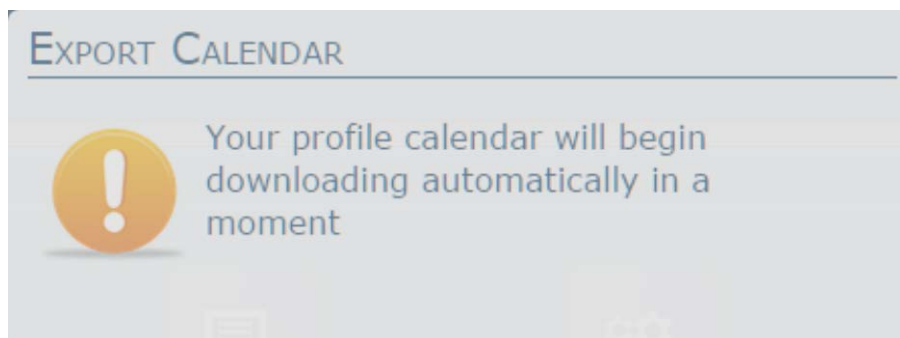 Export Calendar
Your profile calendar will begin
downloading automatically in a
moment